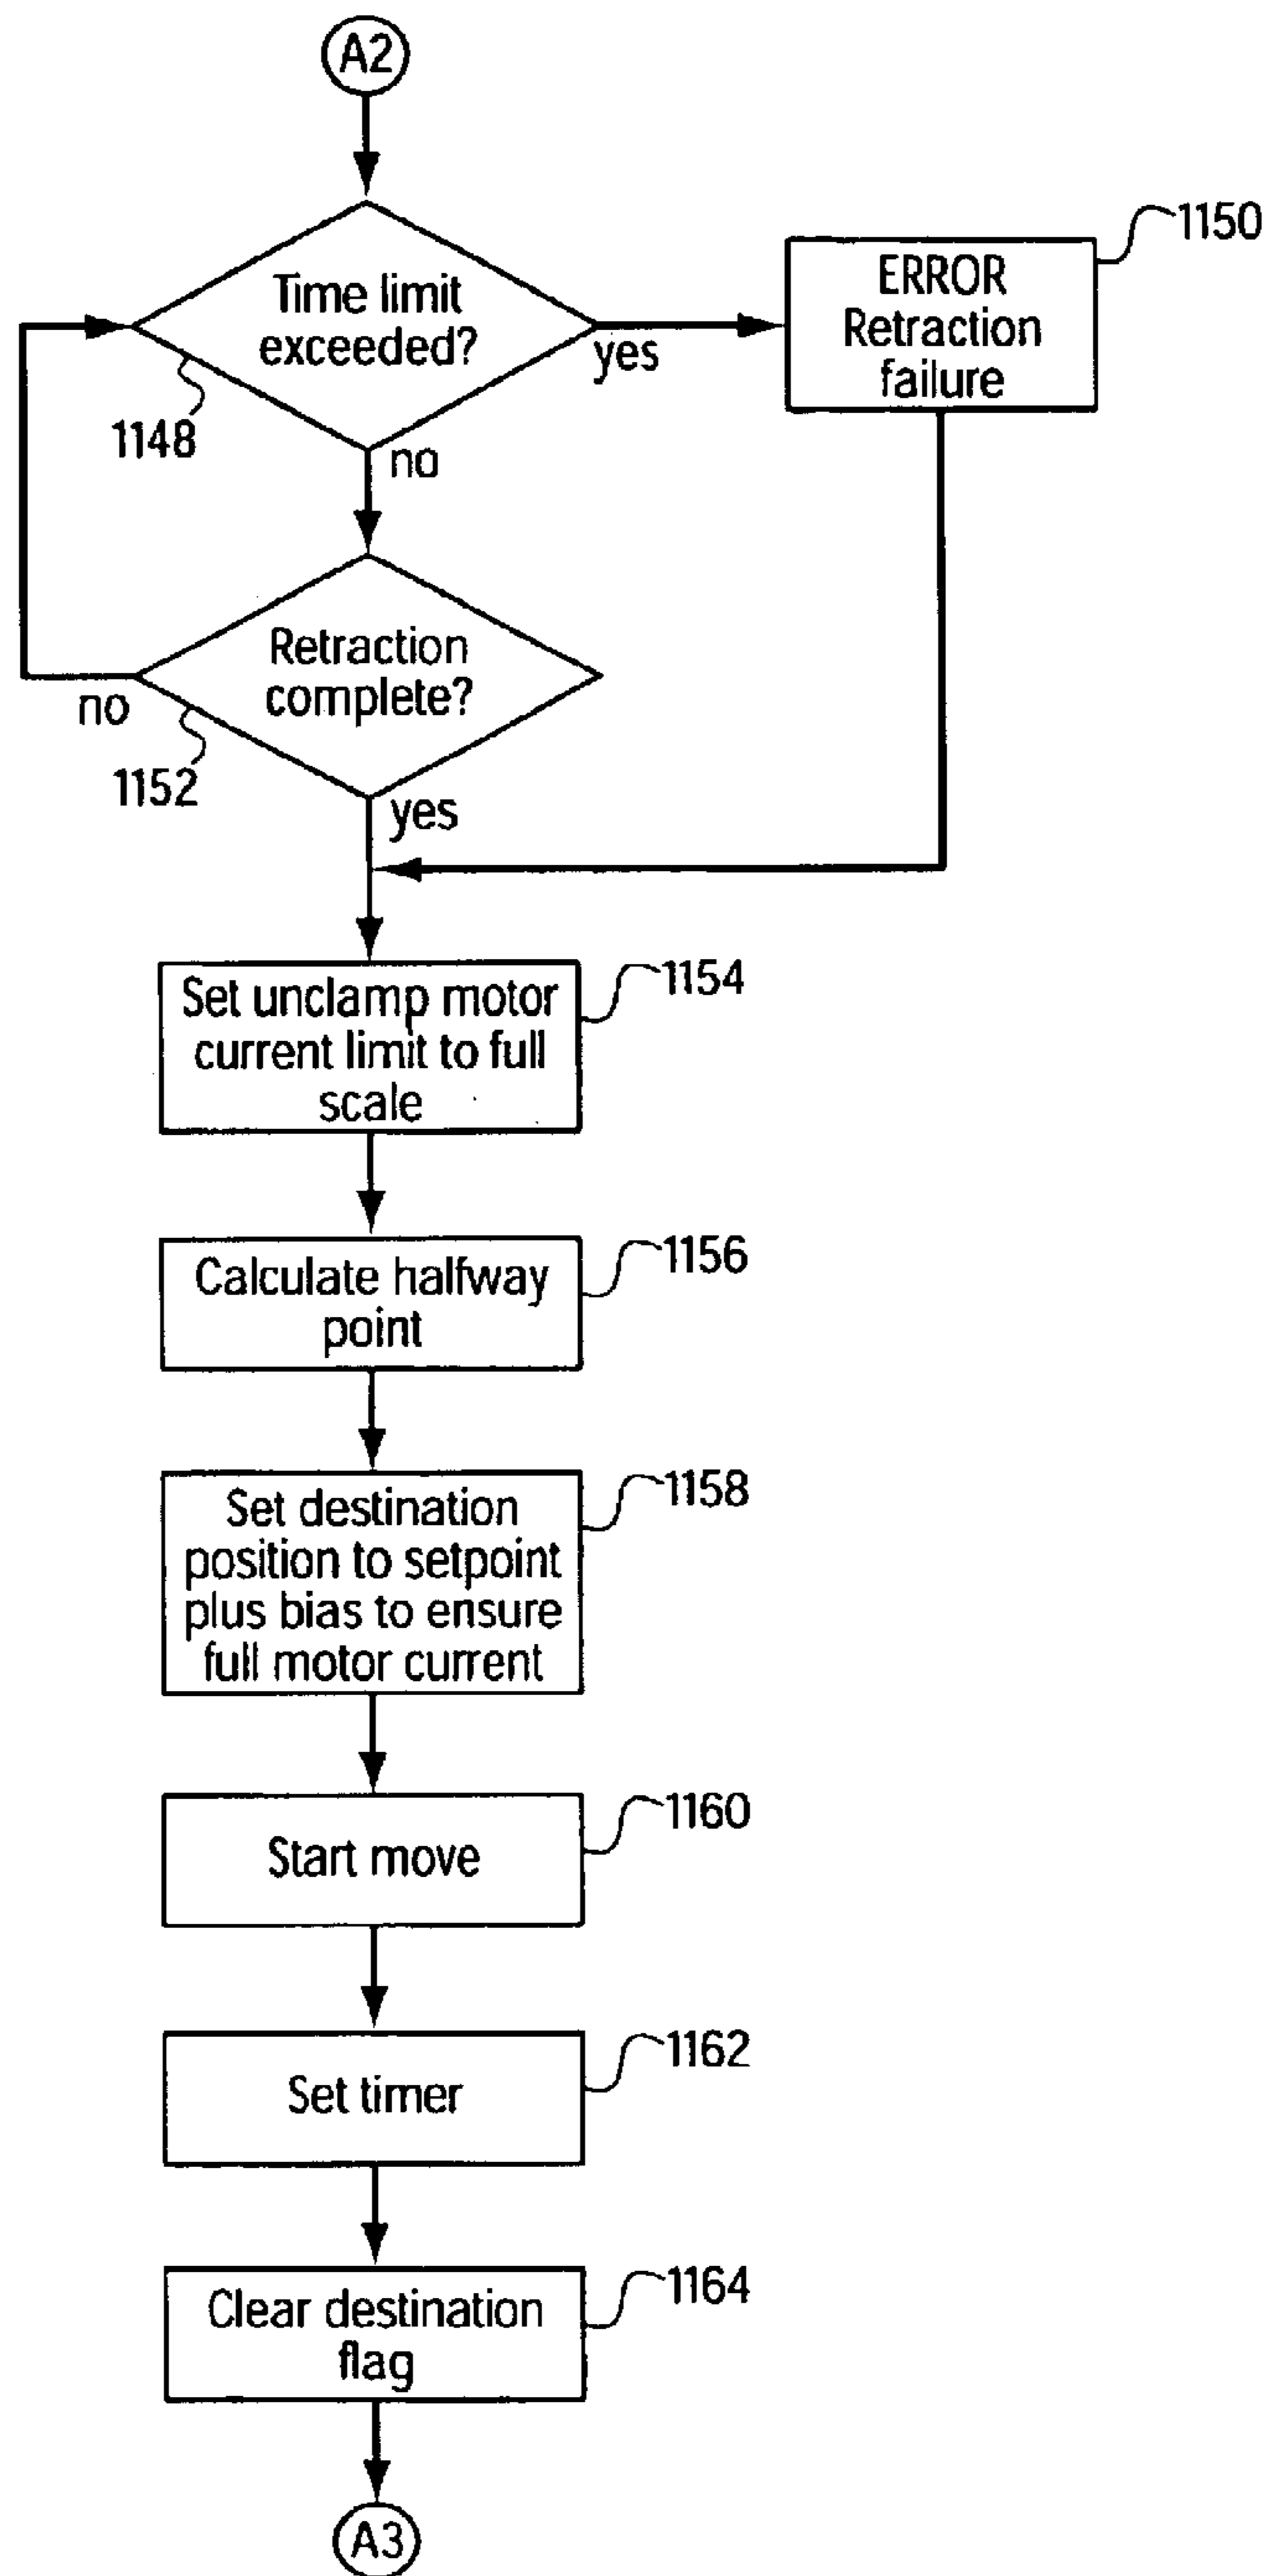 A2
Time limit
exceeded?
yes
1148
no
1150
ERROR
Retraction
failure
Retraction
complete?
no
1152
yes
Set unclamp motor
current limit to full
scale
1154
Calculate halfway
point
1156
Set destination
position to setpoint
plus bias to ensure
full motor current
1158
Start move
1160
Set timer
1162
Clear destination
flag
1164
A3